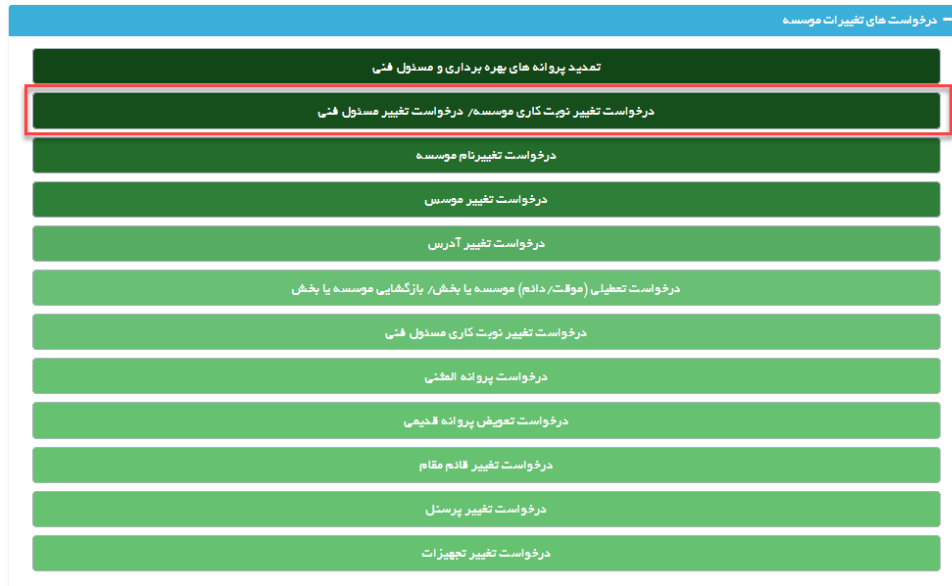 درخواست های تغییرات موسسه
تمدید پروانه های بهره برداری و مسئول فنی
درخواست تغییر نوبت کاری موسسه/ درخواست تغییر مسئول فنی
درخواست تغییرنام موسسه
درخواست تغییر موسس
درخواست تغییر آدرس
درخواست تعطیلی (موقت/دائم) موسسه یا بخش/ بازگشایی موسسه یا بخش
درخواست تغییر نوبت کاری مسئول فنی
درخواست پروانه المثنی
درخواست تعویض پروانه قدیمی
درخواست تغییر قائم مقام
درخواست تغییر پرسنل
درخواست تغییر تجهیزات